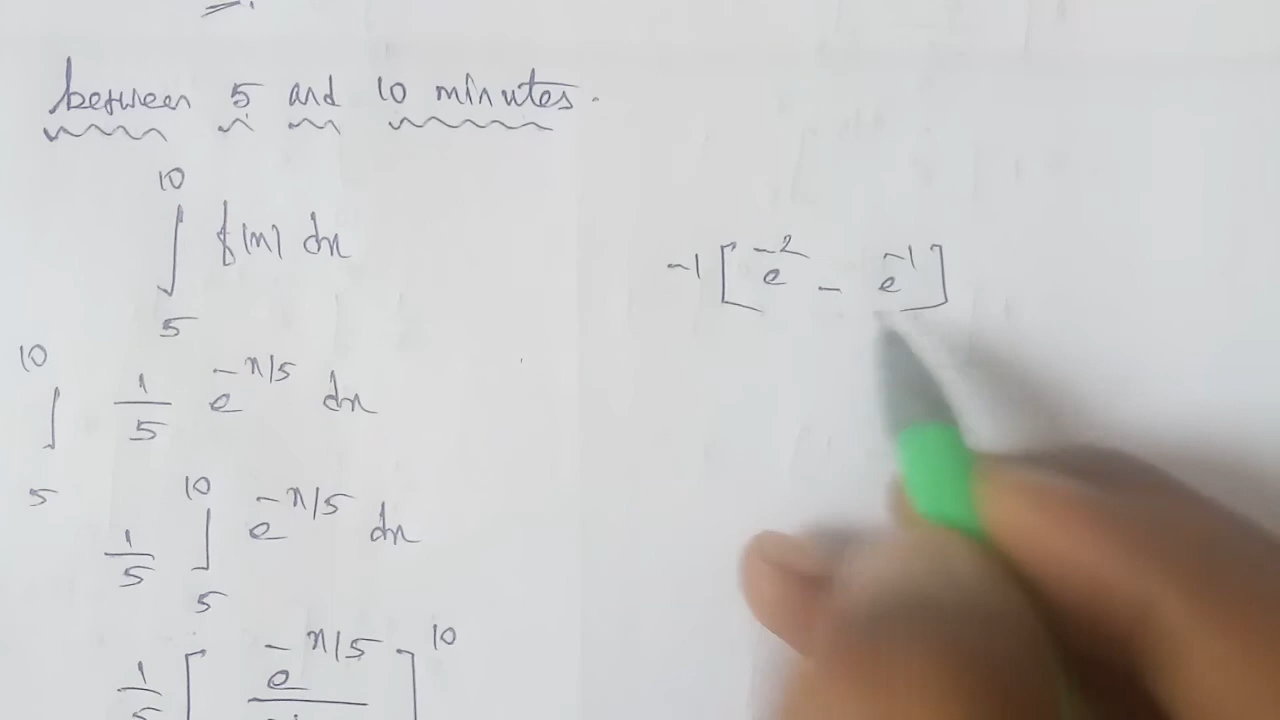 between 5 and 10 minutes.
10
∫ f(x) dx
5
10
∫ 1/5 e^{-x/5} dx
5
10
1/5 ∫ e^{-x/5} dx
5
1/5 [ e^{-x/5} ]^{10}
-1 [ e^{-2} - e^{-1} ]